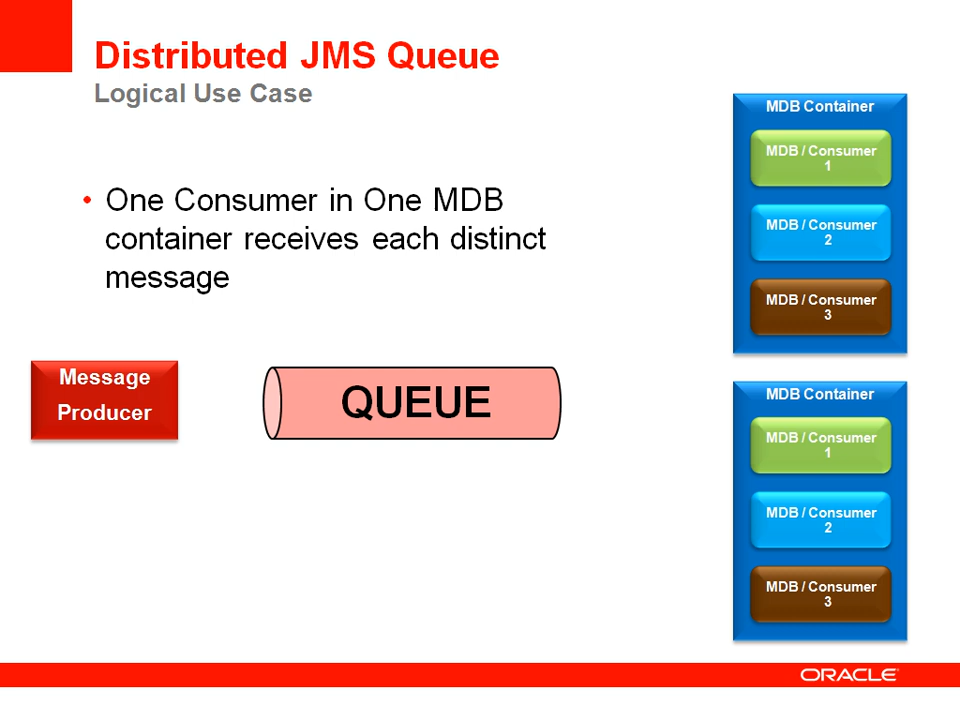 Distributed JMS Queue
Logical Use Case
• One Consumer in One MDB
container receives each distinct
message
Message
Producer
QUEUE
MDB Container
MDB / Consumer
1
MDB / Consumer
2
MDB / Consumer
3
MDB Container
MDB / Consumer
1
MDB / Consumer
2
MDB / Consumer
3
ORACLE